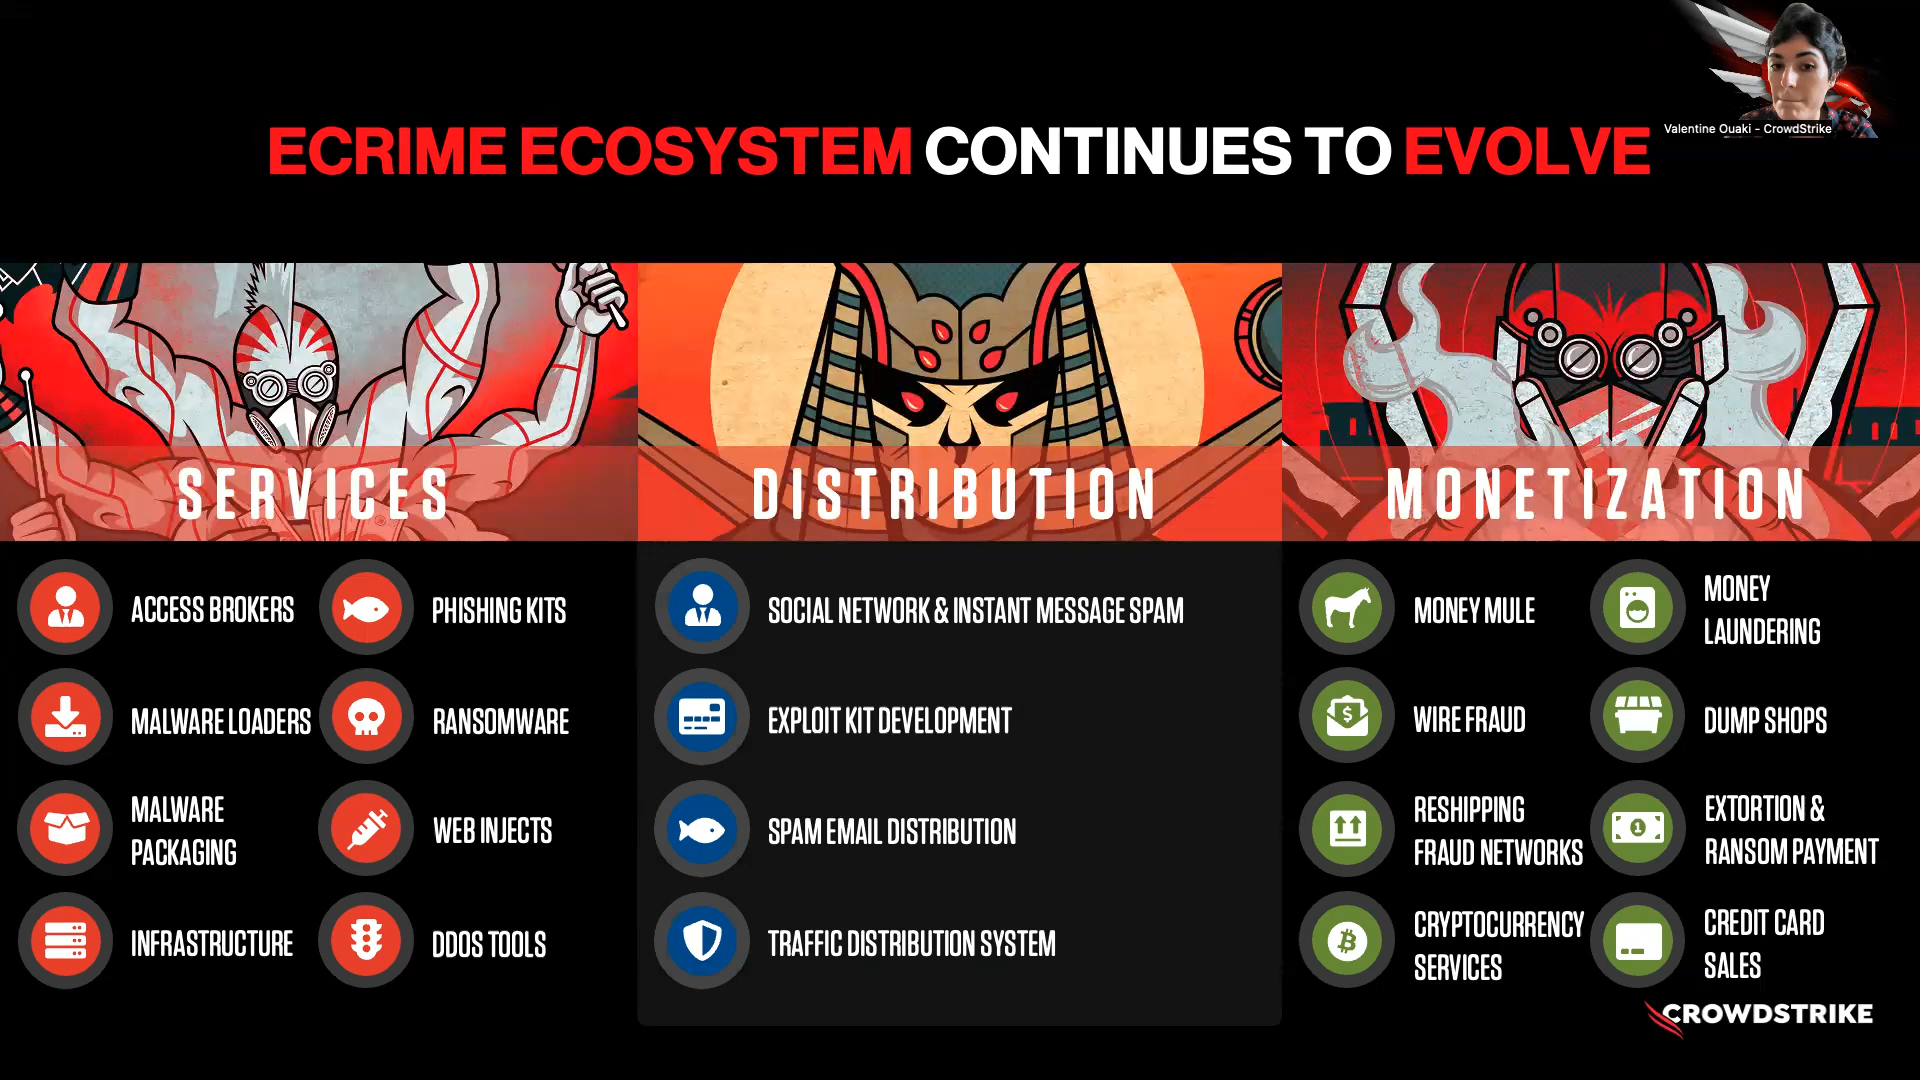 Valentine Ouaki - CrowdStrike
ECRIME ECOSYSTEM CONTINUES TO EVOLVE
SERVICES
ACCESS BROKERS
PHISHING KITS
MALWARE LOADERS
RANSOMWARE
MALWARE
PACKAGING
WEB INJECTS
INFRASTRUCTURE
DDOS TOOLS
DISTRIBUTION
SOCIAL NETWORK & INSTANT MESSAGE SPAM
EXPLOIT KIT DEVELOPMENT
SPAM EMAIL DISTRIBUTION
TRAFFIC DISTRIBUTION SYSTEM
MONETIZATION
MONEY MULE
MONEY
LAUNDERING
WIRE FRAUD
DUMP SHOPS
RESHIPPING
FRAUD NETWORKS
EXTORTION &
RANSOM PAYMENT
CRYPTOCURRENCY
SERVICES
CREDIT CARD
SALES
CROWDSTRIKE